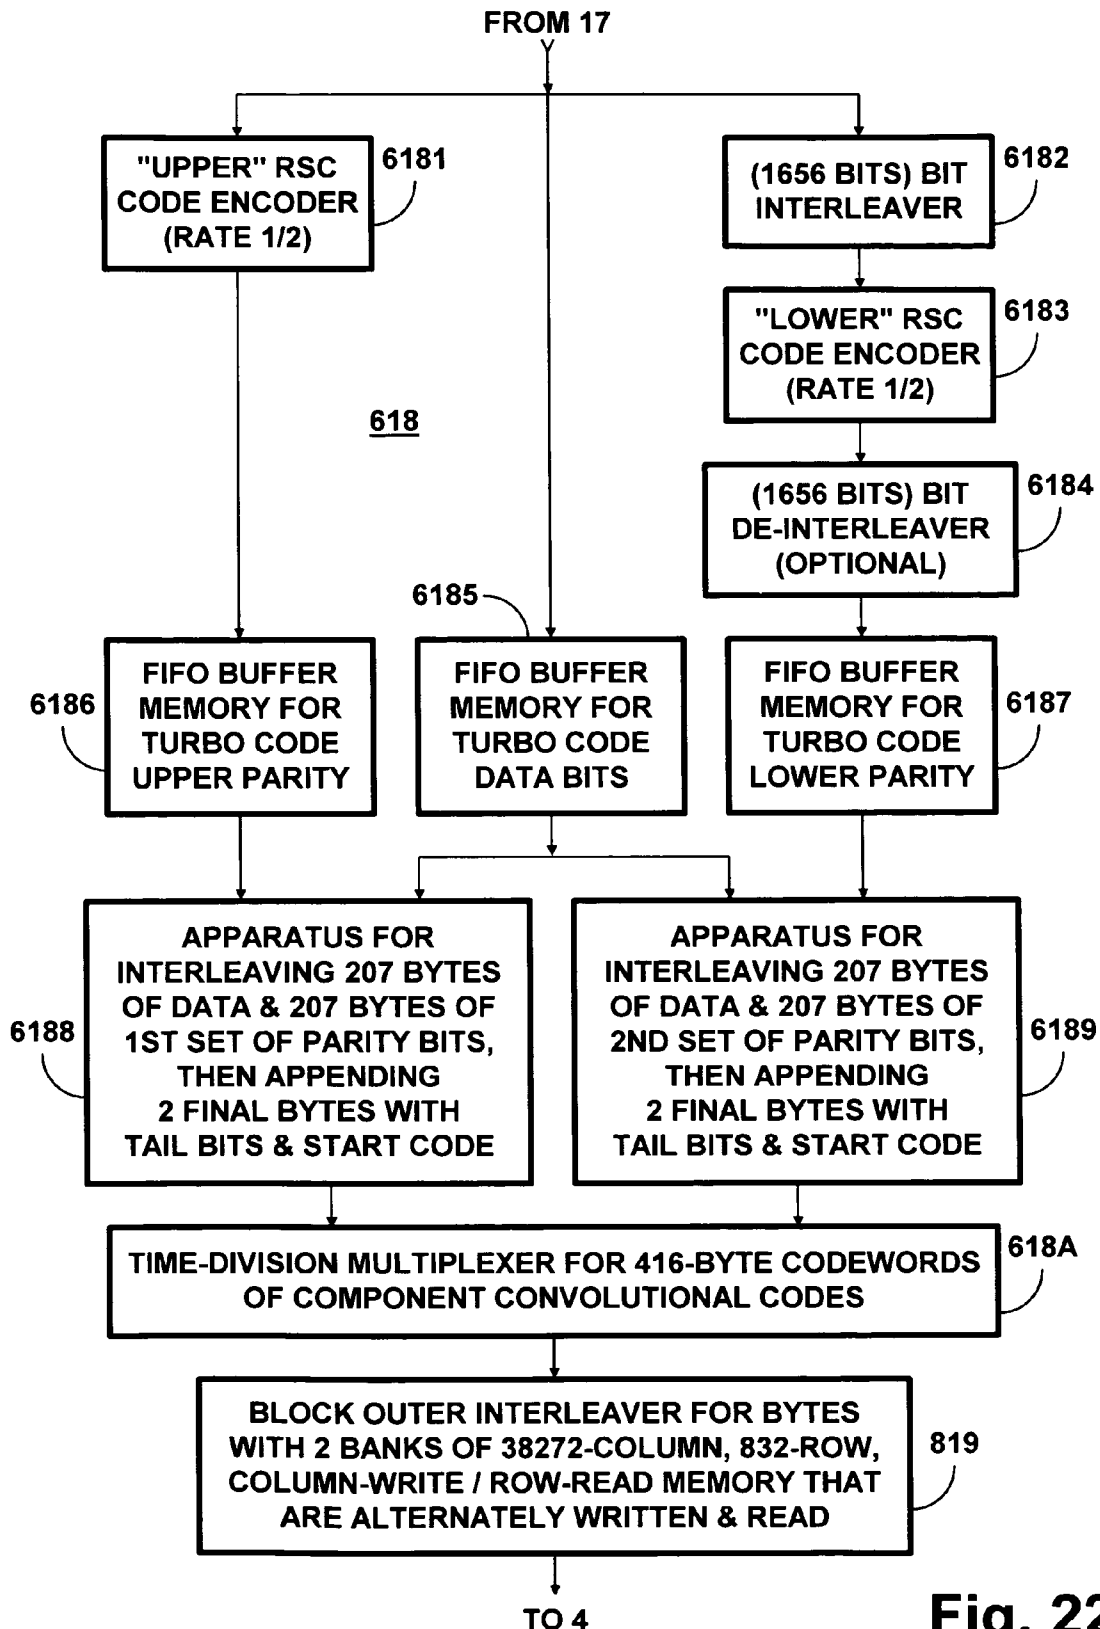 FROM 17
"UPPER" RSC
CODE ENCODER
(RATE 1/2)
6181
(1656 BITS) BIT
INTERLEAVER
6182
"LOWER" RSC
CODE ENCODER
(RATE 1/2)
6183
618
(1656 BITS) BIT
DE-INTERLEAVER
(OPTIONAL)
6184
6185
FIFO BUFFER
MEMORY FOR
TURBO CODE
UPPER PARITY
6186
FIFO BUFFER
MEMORY FOR
TURBO CODE
DATA BITS
FIFO BUFFER
MEMORY FOR
TURBO CODE
LOWER PARITY
6187
APPARATUS FOR
INTERLEAVING 207 BYTES
OF DATA & 207 BYTES OF
1ST SET OF PARITY BITS,
THEN APPENDING
2 FINAL BYTES WITH
TAIL BITS & START CODE
6188
APPARATUS FOR
INTERLEAVING 207 BYTES
OF DATA & 207 BYTES OF
2ND SET OF PARITY BITS,
THEN APPENDING
2 FINAL BYTES WITH
TAIL BITS & START CODE
6189
TIME-DIVISION MULTIPLEXER FOR 416-BYTE CODEWORDS
OF COMPONENT CONVOLUTIONAL CODES
618A
BLOCK OUTER INTERLEAVER FOR BYTES
WITH 2 BANKS OF 38272-COLUMN, 832-ROW,
COLUMN-WRITE / ROW-READ MEMORY THAT
ARE ALTERNATELY WRITTEN & READ
819
TO 4
Fig. 22